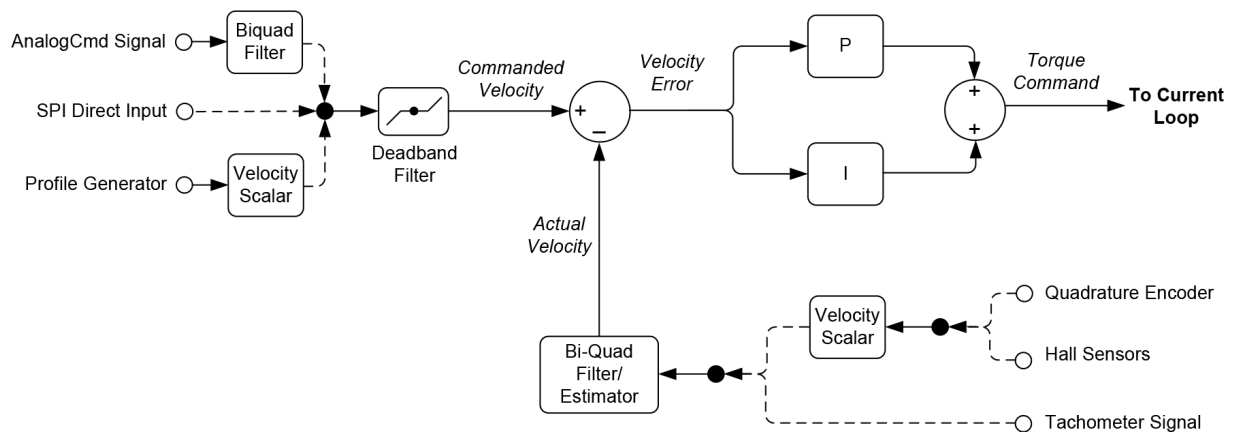 AnalogCmd Signal
Biquad
Filter
SPI Direct Input
Profile Generator
Velocity
Scalar
Deadband
Filter
Commanded
Velocity
+
–
Velocity
Error
P
I
+
+
Torque
Command
To Current
Loop
Actual
Velocity
Bi-Quad
Filter/
Estimator
Velocity
Scalar
Quadrature Encoder
Hall Sensors
Tachometer Signal